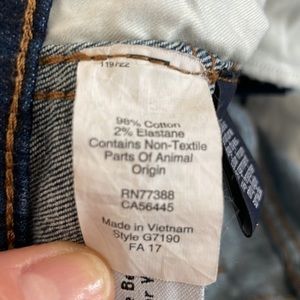 119722
98% Cotton
2% Elastane
Contains Non-Textile
Parts Of Animal
Origin
RN77388
CA56445
Made in Vietnam
Style G7190
FA 17